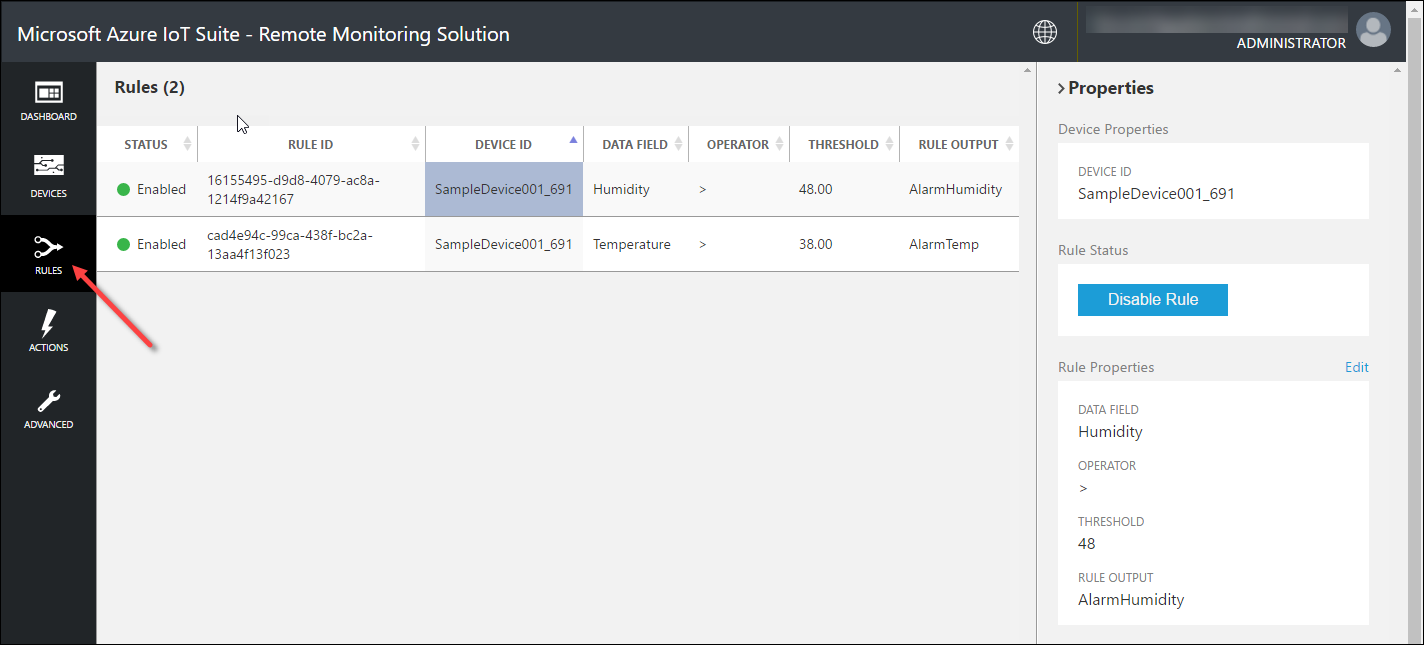 Microsoft Azure IoT Suite - Remote Monitoring Solution
ADMINISTRATOR
DASHBOARD
DEVICES
RULES
ACTIONS
ADVANCED
Rules (2)
STATUS RULE ID DEVICE ID DATA FIELD OPERATOR THRESHOLD RULE OUTPUT
Enabled 16155495-d9d8-4079-ac8a- SampleDevice001_691 Humidity > 48.00 AlarmHumidity
1214f9a42167
Enabled cad4e94c-99ca-438f-bc2a- SampleDevice001_691 Temperature > 38.00 AlarmTemp
13aa4f13f023
Properties
Device Properties
DEVICE ID
SampleDevice001_691
Rule Status
Disable Rule
Rule Properties Edit
DATA FIELD
Humidity
OPERATOR
>
THRESHOLD
48
RULE OUTPUT
AlarmHumidity